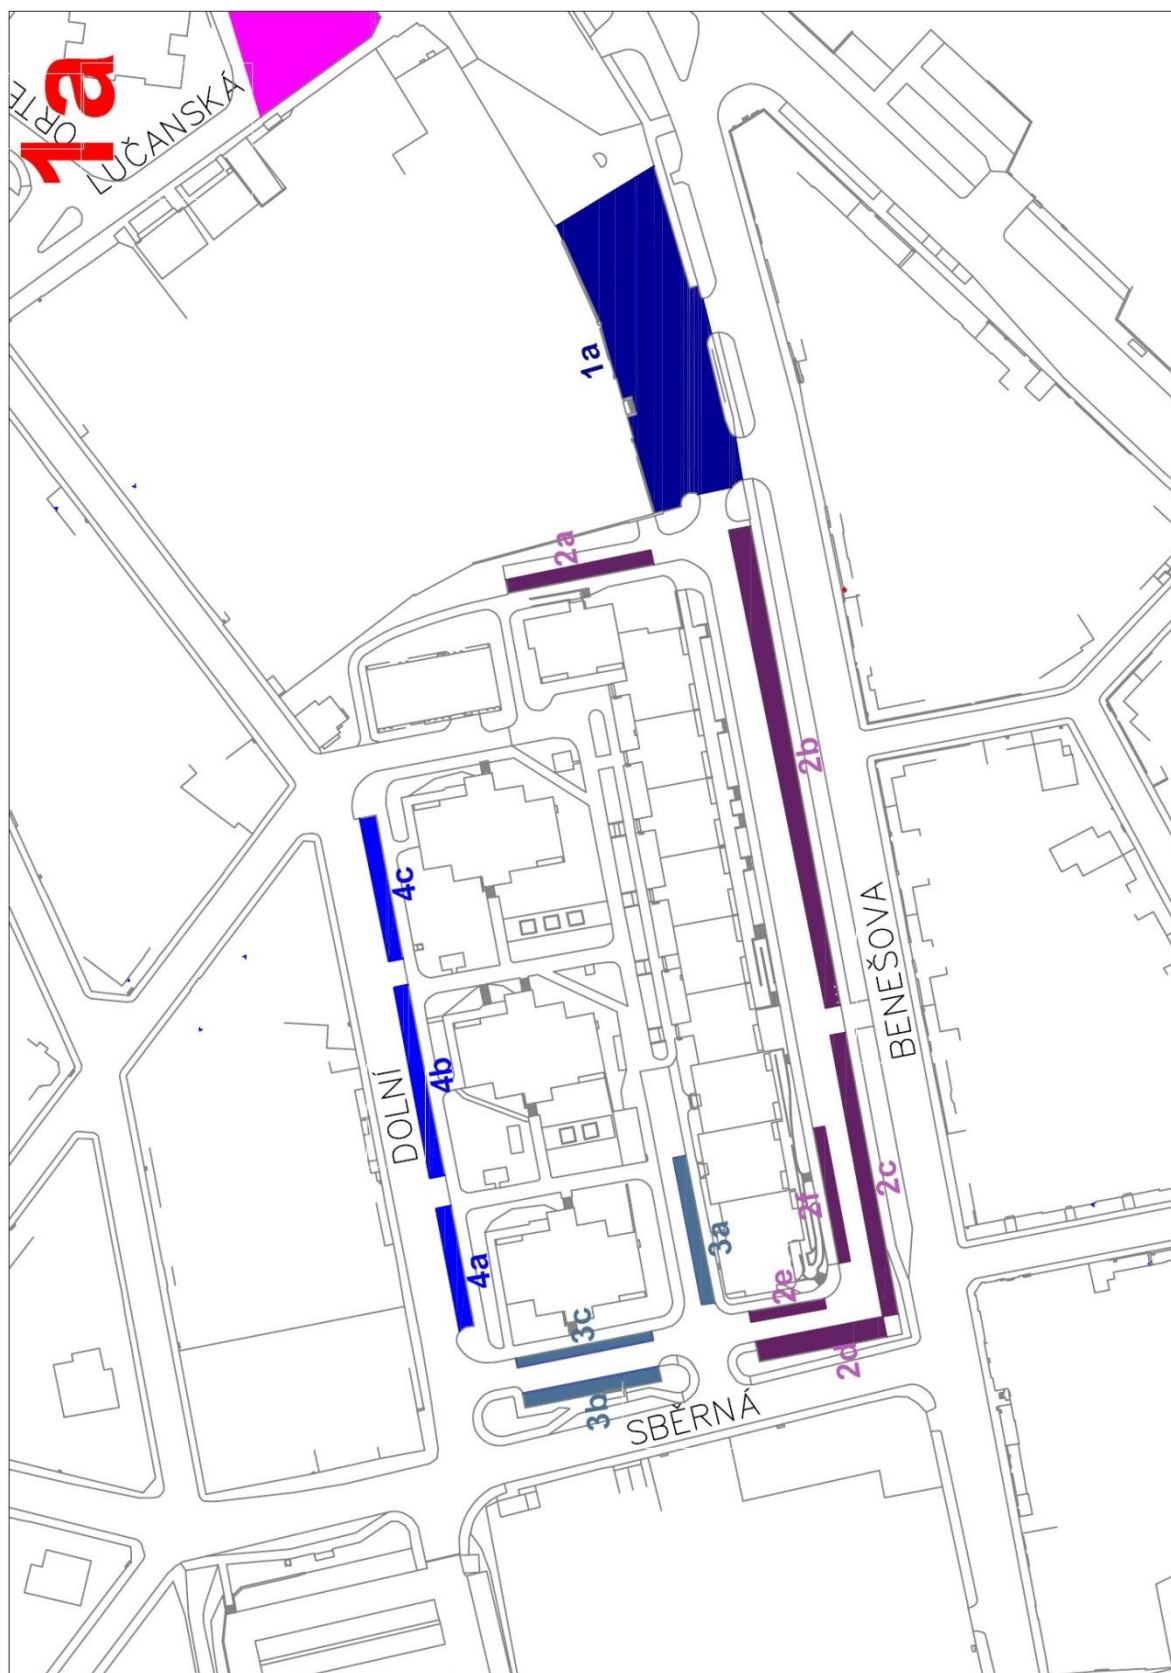 1a
ORTE
LUČANSKÁ
1a
2a
2b
4c
BENEŠOVA
4b
DOLNÍ
2c
2f
3a
4a
2e
3c
2d
3b
SBĚRNÁ